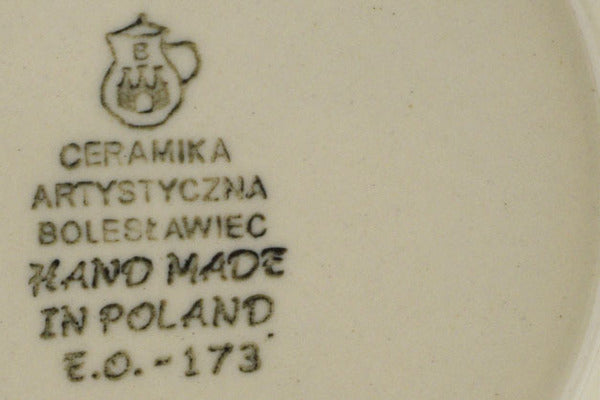 B
CERAMIKA
ARTYSTYCZNA
BOLESŁAWIEC
HAND MADE
IN POLAND
E.O.-173